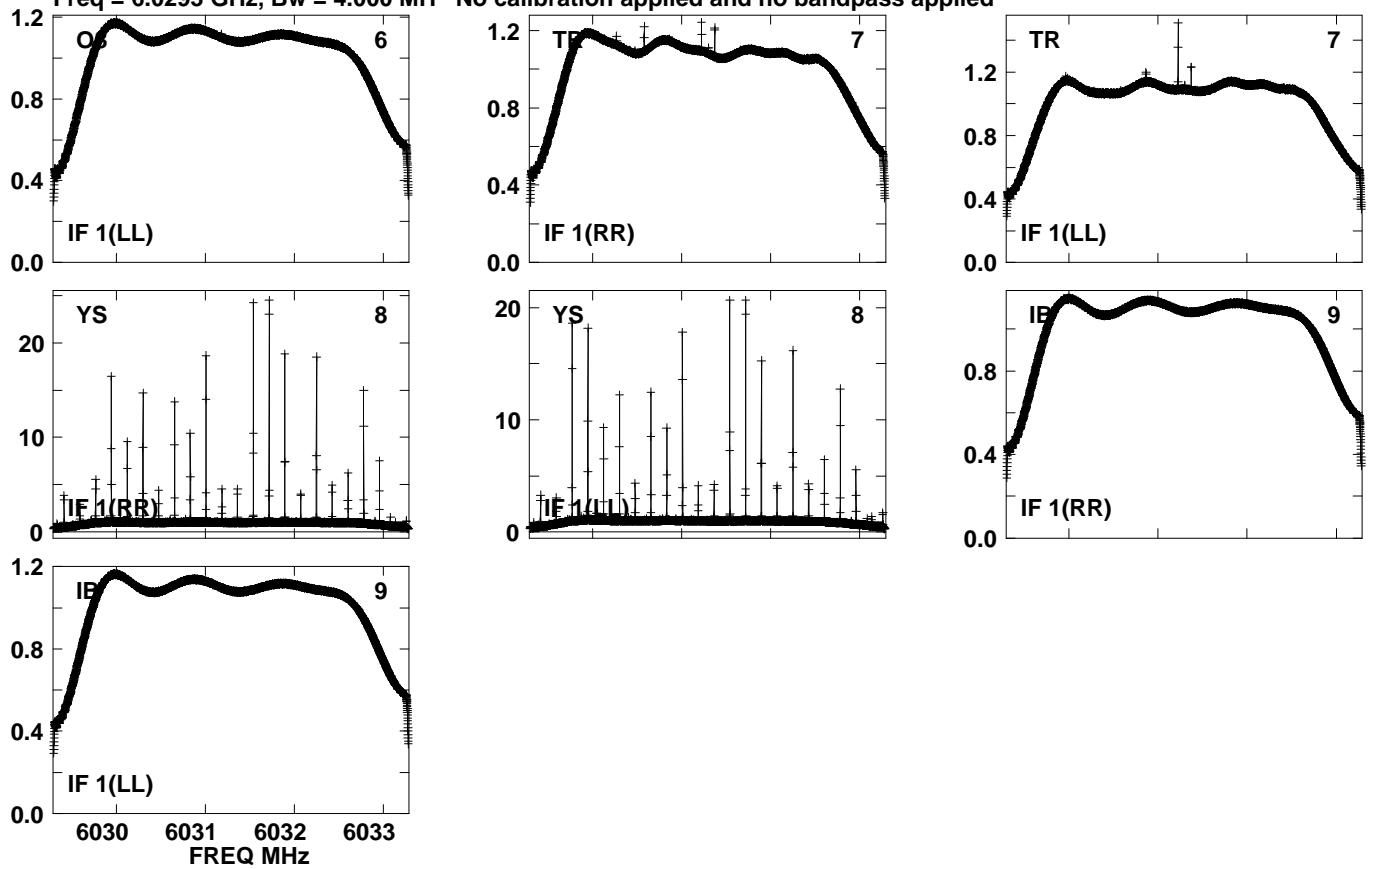 Freq = 6.0293 GHz, Bw = 4.000 MH No calibration applied and no bandpass applied
1.2 OS 6
0.8
0.4
IF 1(LL)
0.0
1.2 TR 7
0.8
0.4
IF 1(RR)
0.0
TR 7
1.2
0.8
0.4
IF 1(LL)
0.0
YS 8
20
10
IF 1(RR)
0
YS 8
20
10
IF 1(LL)
0
IB 9
0.8
0.4
IF 1(RR)
0.0
1.2
IB 9
0.8
0.4
IF 1(LL)
0.0
6030 6031 6032 6033
FREQ MHz